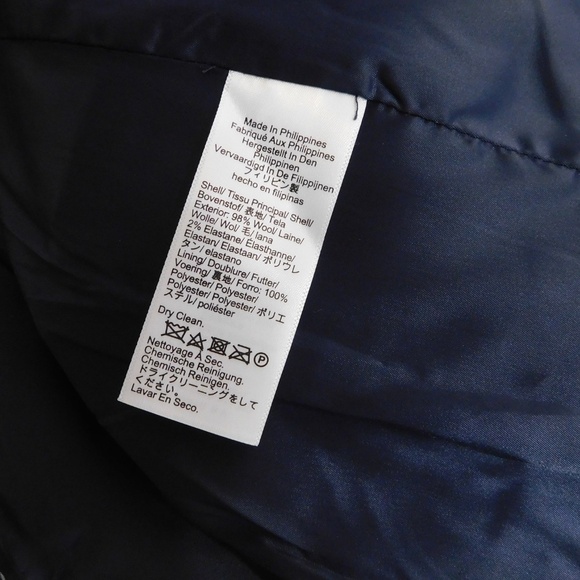 Made In Philippines
Fabriqué Aux Philippines
Hergestellt In Den
Philippinen
Vervaardigd In De Filippijnen
フィリピン製
hecho en filipinas
Shell/ Tissu Principal/ Shell/
Bovenstof/ 表地/ Tela
Exterior; 98% Wool/ Laine/
Wolle/ Wol/ 毛/ lana
2% Elastane/ Élasthanne/
Elastan/ Elastaan/ ポリウレ
タン/ elastano
Lining/ Doublure/ Futter/
Voering/ 裏地/ Forro; 100%
Polyester/ Polyester/
Polyester/ Polyester/ ポリエ
ステル/ poliéster
Dry Clean.
P
Nettoyage A Sec.
Chemische Reinigung.
Chemisch Reinigen.
ドライクリーニングをして
ください。
Lavar En Seco.